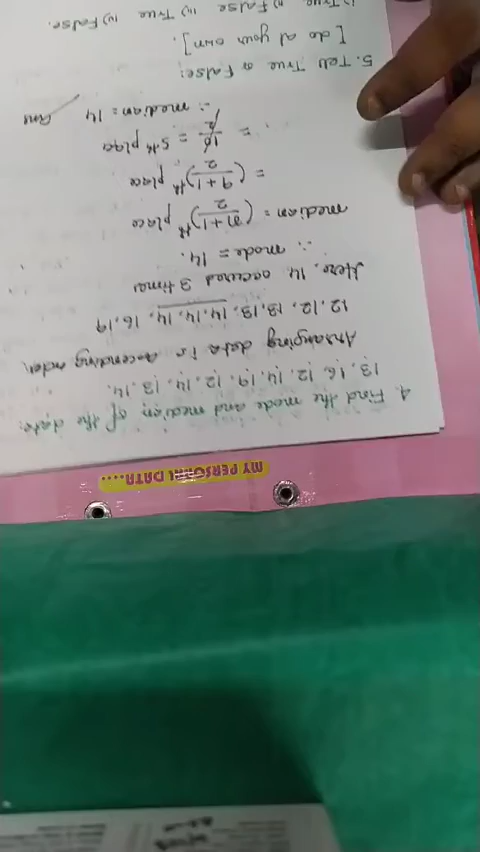 4. Find the mode and median of the data:
13, 16, 12, 14, 19, 12, 14, 13, 14.
Arranging data is ascending order,
12, 12, 13, 13, 14, 14, 14, 16, 19
Here, 14 occured 3 times
∴ mode = 14.
median = (n+1/2)th place
= (9+1/2)th place
= 10/2 = 5th place
∴ median = 14 Ans
5. Tell True or False:
[do at your own].
i) True ii) False iii) True iv) False.
MY PERSONAL DATA....